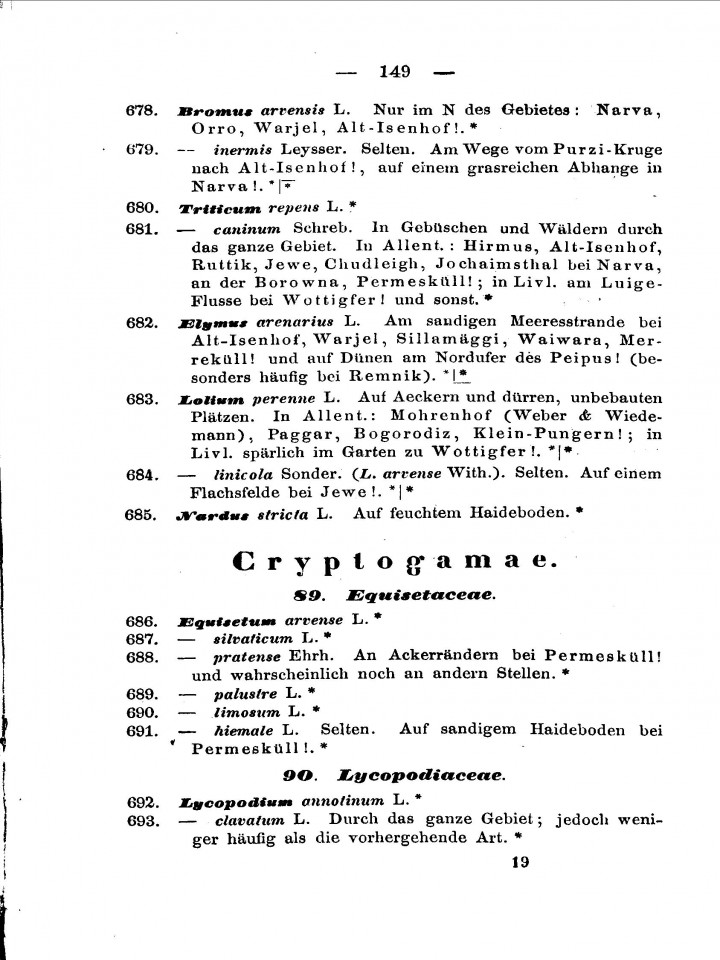 — 149 —
678. Bromus arvensis L. Nur im N des Gebietes: Narva,
Orro, Warjel, Alt-Isenhof!. *
679. -- inermis Leysser. Selten. Am Wege vom Purzi-Kruge
nach Alt-Isenhof!, auf einem grasreichen Abhange in
Narva!. *|*
680. Triticum repens L. *
681. — caninum Schreb. In Gebüschen und Wäldern durch
das ganze Gebiet. In Allent.: Hirmus, Alt-Isenhof,
Ruttik, Jewe, Chudleigh, Jochaimsthal bei Narva,
an der Borowna, Permesküll!; in Livl. am Luige-
Flusse bei Wottigfer! und sonst. *
682. Elymus arenarius L. Am sandigen Meeresstrande bei
Alt-Isenhof, Warjel, Sillamäggi, Waiwara, Mer-
reküll! und auf Dünen am Nordufer des Peipus! (be-
sonders häufig bei Remnik). *|*
683. Lolium perenne L. Auf Aeckern und dürren, unbebauten
Plätzen. In Allent.: Mohrenhof (Weber & Wiede-
mann), Paggar, Bogorodiz, Klein-Pungern!; in
Livl. spärlich im Garten zu Wottigfer!. *|*
684. — linicola Sonder. (L. arvense With.). Selten. Auf einem
Flachsfelde bei Jewe!. *|*
685. Nardus stricta L. Auf feuchtem Haideboden. *
Cryptogamae.
89. Equisetaceae.
686. Equisetum arvense L. *
687. — silvaticum L. *
688. — pratense Ehrh. An Ackerrändern bei Permesküll!
und wahrscheinlich noch an andern Stellen. *
689. — palustre L. *
690. — limosum L. *
691. — hiemale L. Selten. Auf sandigem Haideboden bei
Permesküll!. *
90. Lycopodiaceae.
692. Lycopodium annotinum L. *
693. — clavatum L. Durch das ganze Gebiet; jedoch weni-
ger häufig als die vorhergehende Art. *
19